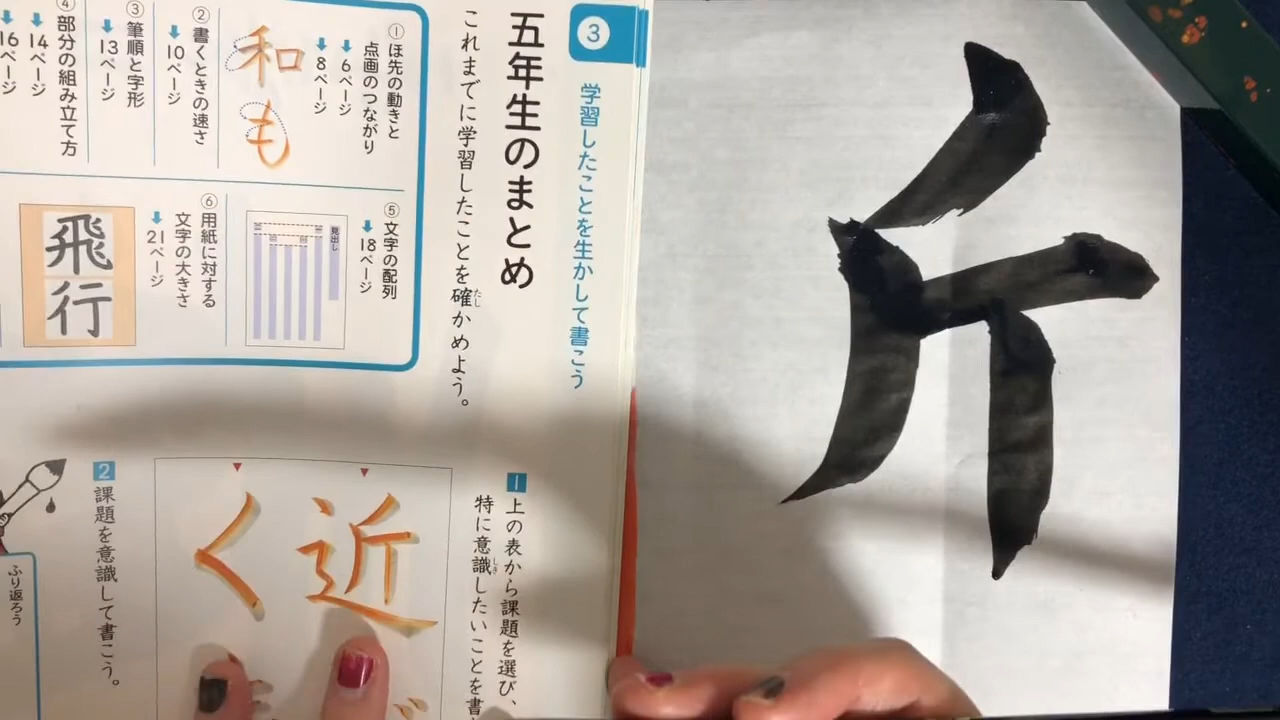 斤
3
学習したことを生かして書こう
五年生のまとめ
これまでに学習したことを確かめよう。
たし
①ほ先の動きと
点画のつながり
6ページ
8ページ
和も
②書くときの速さ
10ページ
③筆順と字形
13ページ
④部分の組み立て方
14ページ
16ページ
⑤文字の配列
18ページ
見出し
⑥用紙に対する
文字の大きさ
21ページ
飛行
1 上の表から課題を選び、
特に意識したいことを書
しき
近
く
2 課題を意識して書こう。
ふり返ろう